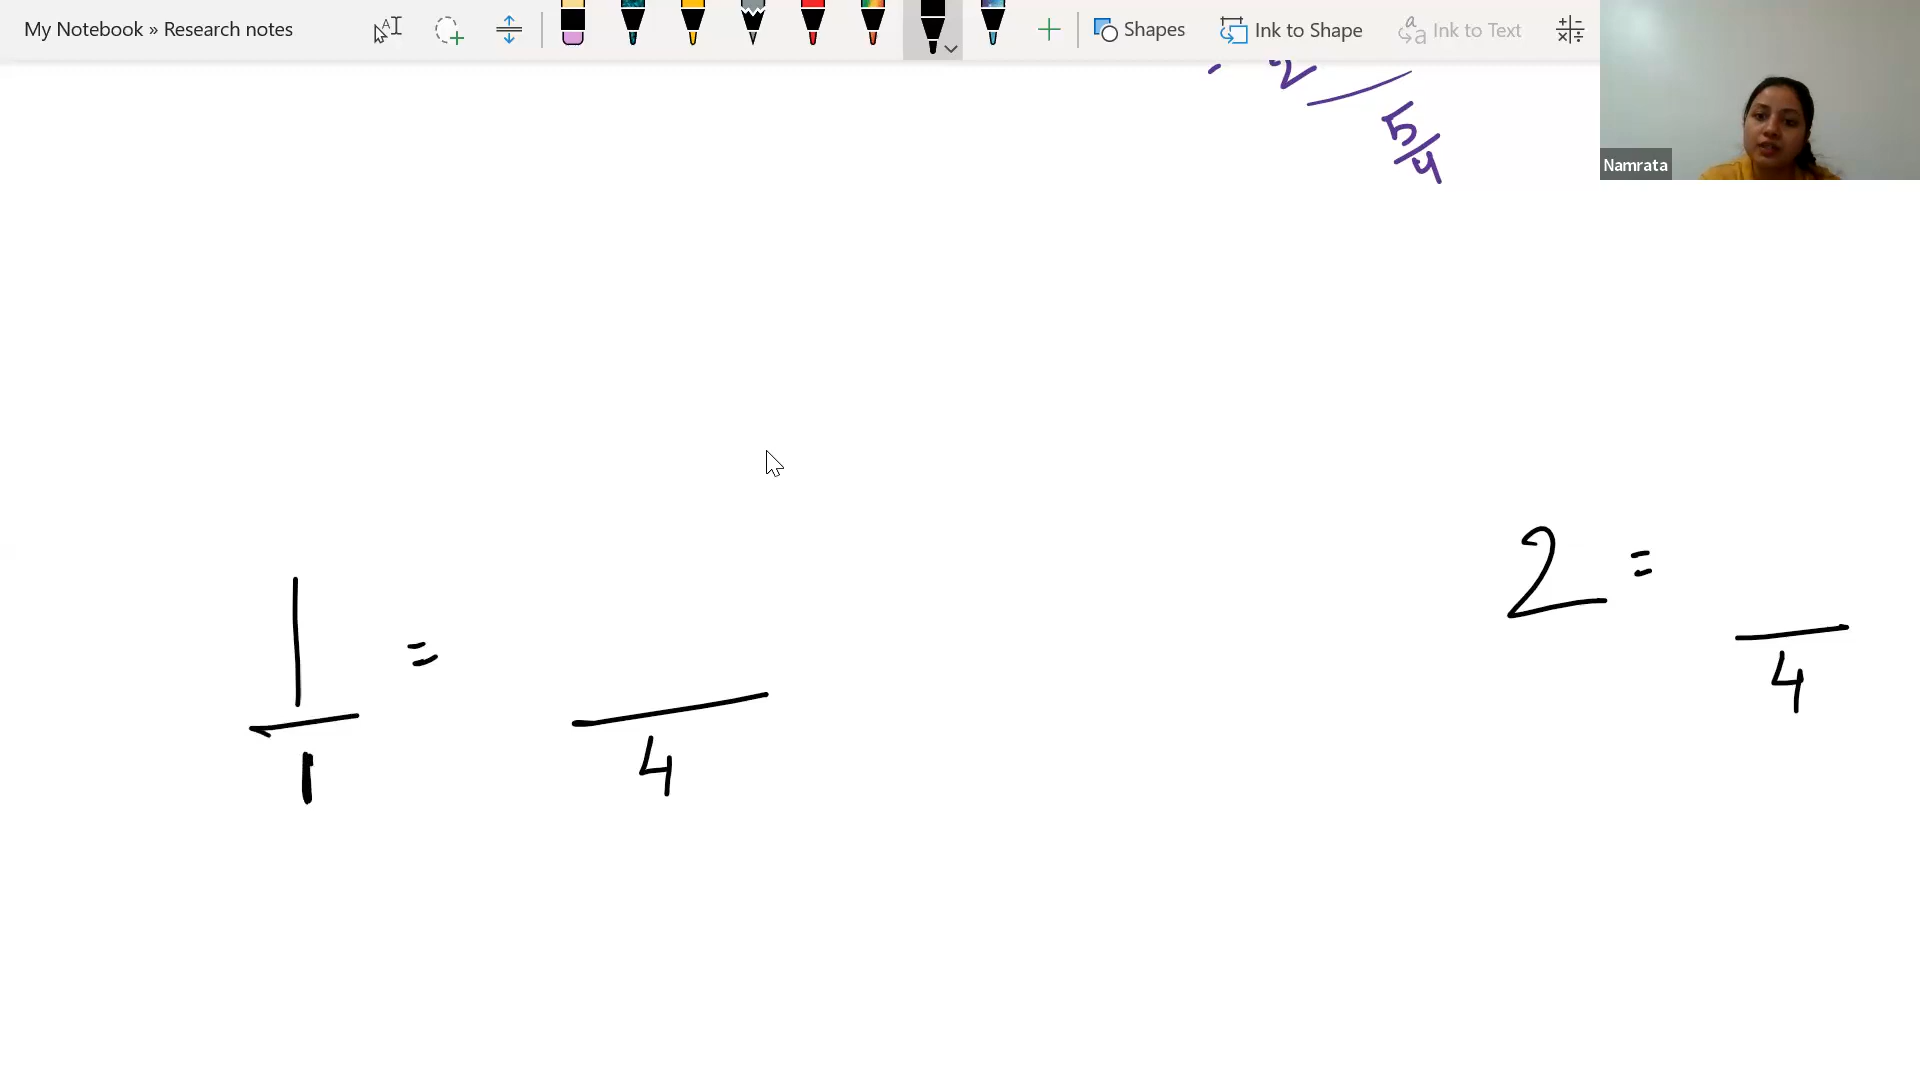 My Notebook » Research notes
Shapes
Ink to Shape
Ink to Text
Namrata
2
5/4
1/1 = /4
2 = /4